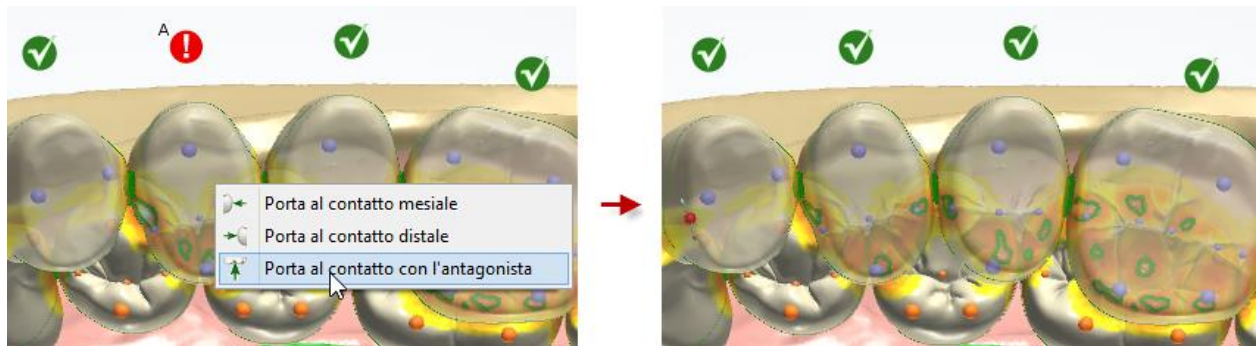 A
Porta al contatto mesiale
Porta al contatto distale
Porta al contatto con l'antagonista